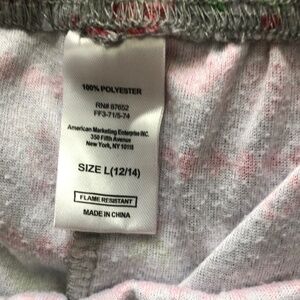 100% POLYESTER
RN# 87652
FF3-71/5-74
American Marketing Enterprise INC.
350 Fifth Avenue
New York, NY 10118
SIZE L(12/14)
FLAME RESISTANT
MADE IN CHINA